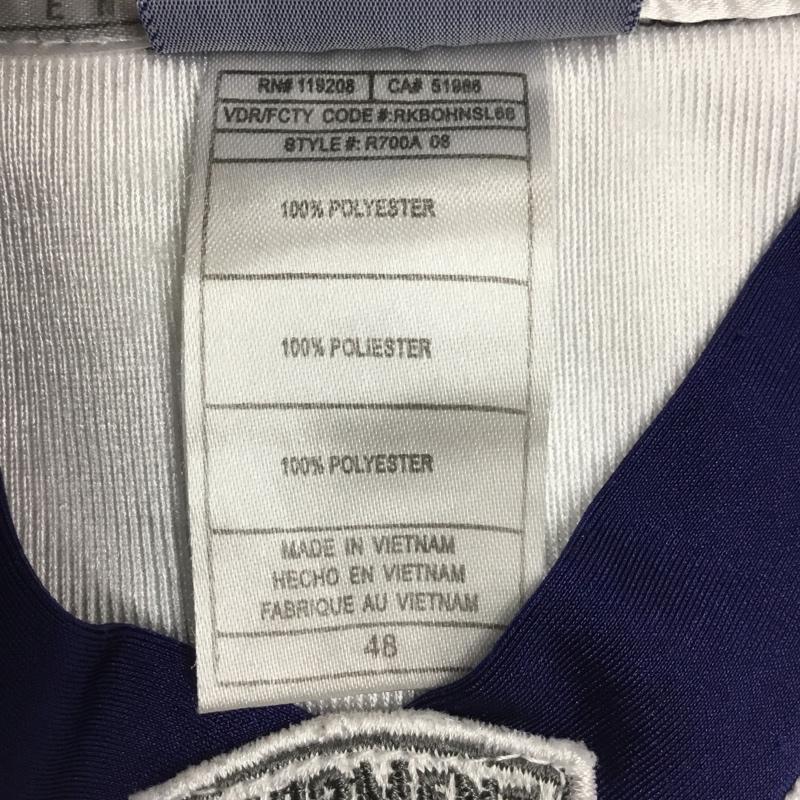 RN# 119208 CA# 51986
VDR/FCTY CODE #:RKBOHNSL66
STYLE #: R700A 08
100% POLYESTER
100% POLIESTER
100% POLYESTER
MADE IN VIETNAM
HECHO EN VIETNAM
FABRIQUE AU VIETNAM
48